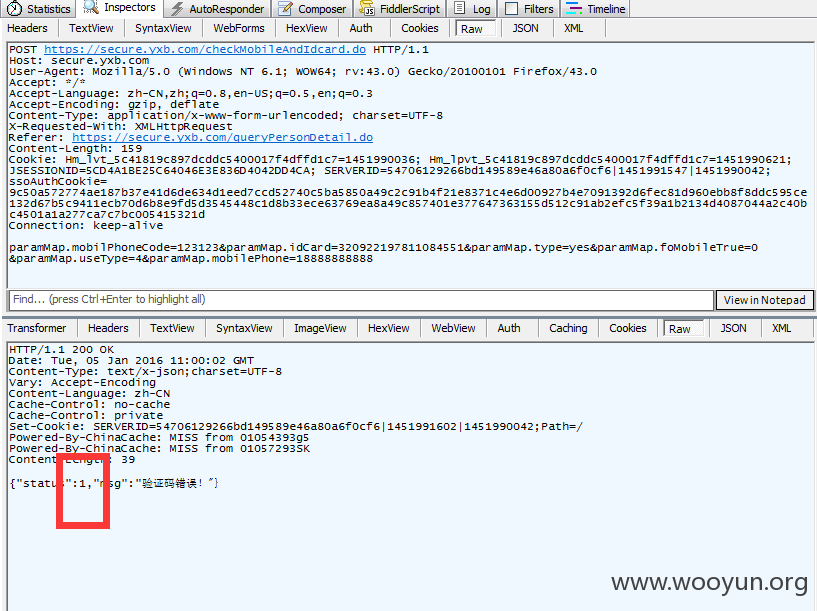 Statistics Inspectors AutoResponder Composer FiddlerScript Log Filters Timeline
Headers TextView SyntaxView WebForms HexView Auth Cookies Raw JSON XML
POST https://secure.yxb.com/checkMobileAndIdcard.do HTTP/1.1
Host: secure.yxb.com
User-Agent: Mozilla/5.0 (Windows NT 6.1; WOW64; rv:43.0) Gecko/20100101 Firefox/43.0
Accept: */*
Accept-Language: zh-CN,zh;q=0.8,en-US;q=0.5,en;q=0.3
Accept-Encoding: gzip, deflate
Content-Type: application/x-www-form-urlencoded; charset=UTF-8
X-Requested-With: XMLHttpRequest
Referer: https://secure.yxb.com/queryPersonDetail.do
Content-Length: 159
Cookie: Hm_lvt_5c41819c897dcddc5400017f4dffd1c7=1451990036; Hm_lpvt_5c41819c897dcddc5400017f4dffd1c7=1451990621;
JSESSIONID=5CD4A1BE25C64046E3E836D4042DD4CA; SERVERID=54706129266bd149589e46a80a6f0cf6|1451991547|1451990042;
ssoAuthCookie=
9c50a572774ae187b37e41d6de634d1eed7ccd52740c5ba5850a49c2c91b4f21e8371c4e6d00927b4e7091392d6fec81d960ebb8f8ddc595ce
132d67b5c9411ecb70d6b8e9fd5d3545448c1d8b33ece63769ea8a49c857401e377647363155d512c91ab2efc5f39a1b2134d4087044a2c40b
c4501a1a277ca7c7bc005415321d
Connection: keep-alive
paramMap.mobilPhoneCode=123123&paramMap.idCard=320922197811084551&paramMap.type=yes&paramMap.foMobileTrue=0
&paramMap.useType=4&paramMap.mobilePhone=18888888888
Find... (press Ctrl+Enter to highlight all) View in Notepad
Transformer Headers TextView SyntaxView ImageView HexView WebView Auth Caching Cookies Raw JSON XML
HTTP/1.1 200 OK
Date: Tue, 05 Jan 2016 11:00:02 GMT
Content-Type: text/x-json;charset=UTF-8
Vary: Accept-Encoding
Content-Language: zh-CN
Cache-Control: no-cache
Cache-Control: private
Set-Cookie: SERVERID=54706129266bd149589e46a80a6f0cf6|1451991602|1451990042;Path=/
Powered-By-ChinaCache: MISS from 01054393g5
Powered-By-ChinaCache: MISS from 01057293SK
Content-Length: 39
{"status":1,"msg":"验证码错误!"}
www.wooyun.org